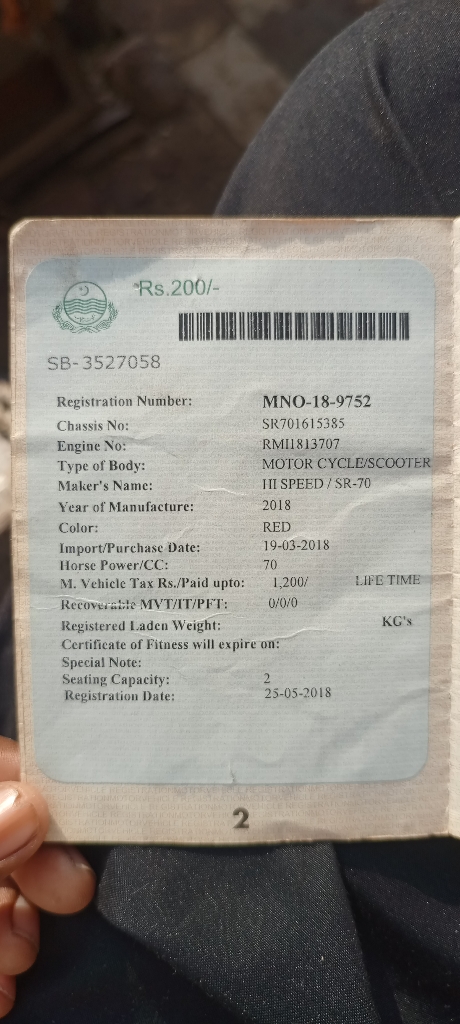 Rs.200/-
SB-3527058
Registration Number: MNO-18-9752
Chassis No: SR701615385
Engine No: RMI1813707
Type of Body: MOTOR CYCLE/SCOOTER
Maker's Name: HI SPEED / SR-70
Year of Manufacture: 2018
Color: RED
Import/Purchase Date: 19-03-2018
Horse Power/CC: 70
M. Vehicle Tax Rs./Paid upto: 1,200/ LIFE TIME
Recoverable MVT/IT/PFT: 0/0/0
Registered Laden Weight: KG's
Certificate of Fitness will expire on:
Special Note:
Seating Capacity: 2
Registration Date: 25-05-2018
2